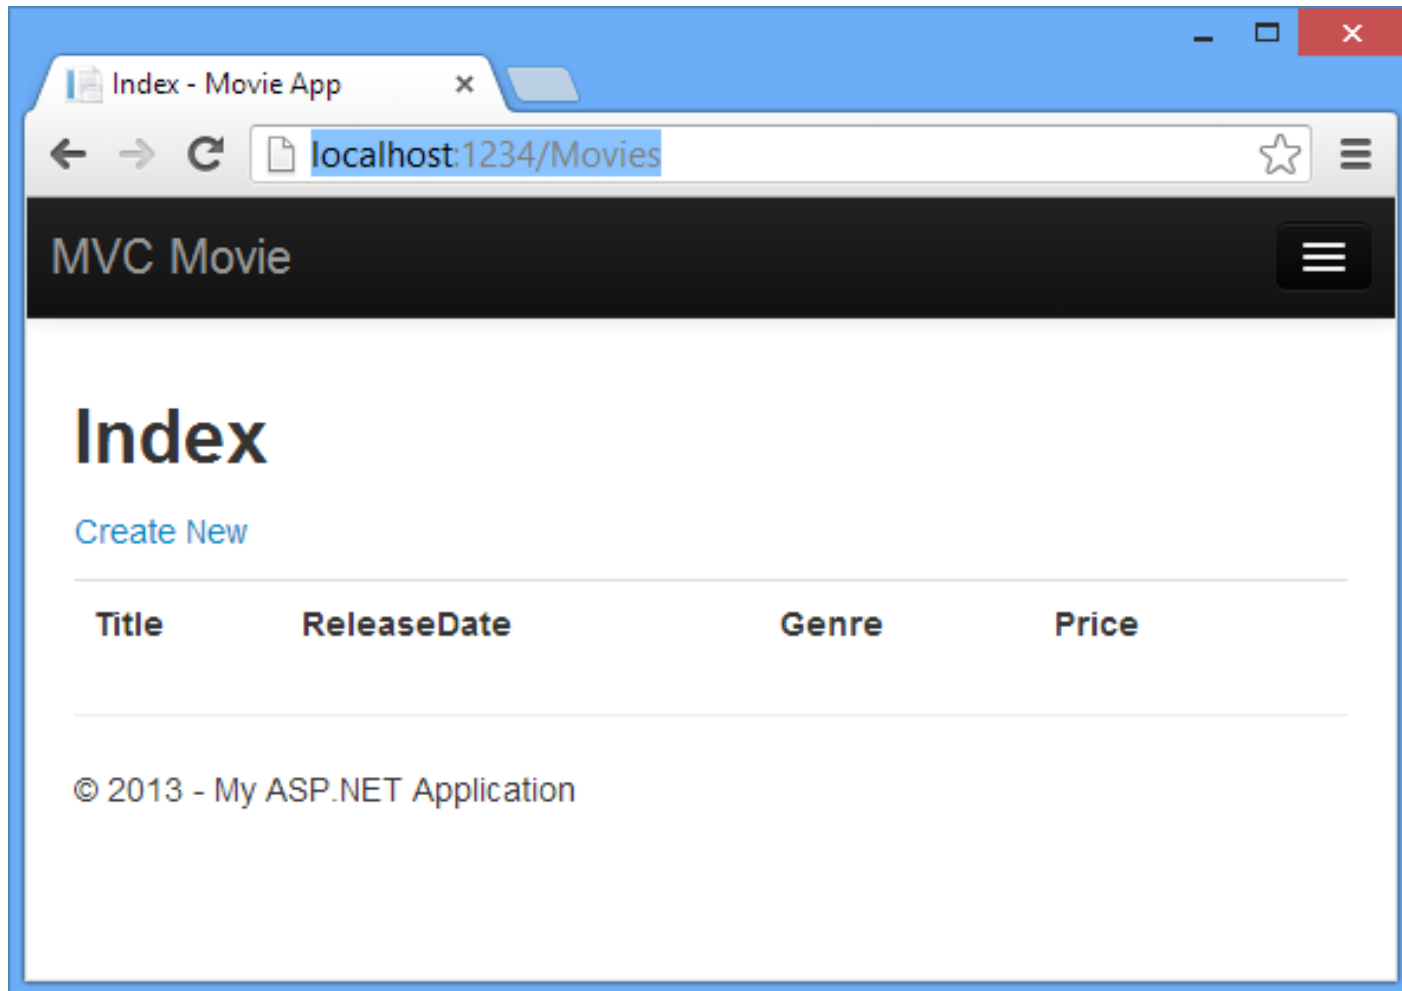 Index - Movie App
localhost:1234/Movies
MVC Movie
Index
Create New
Title ReleaseDate Genre Price
© 2013 - My ASP.NET Application